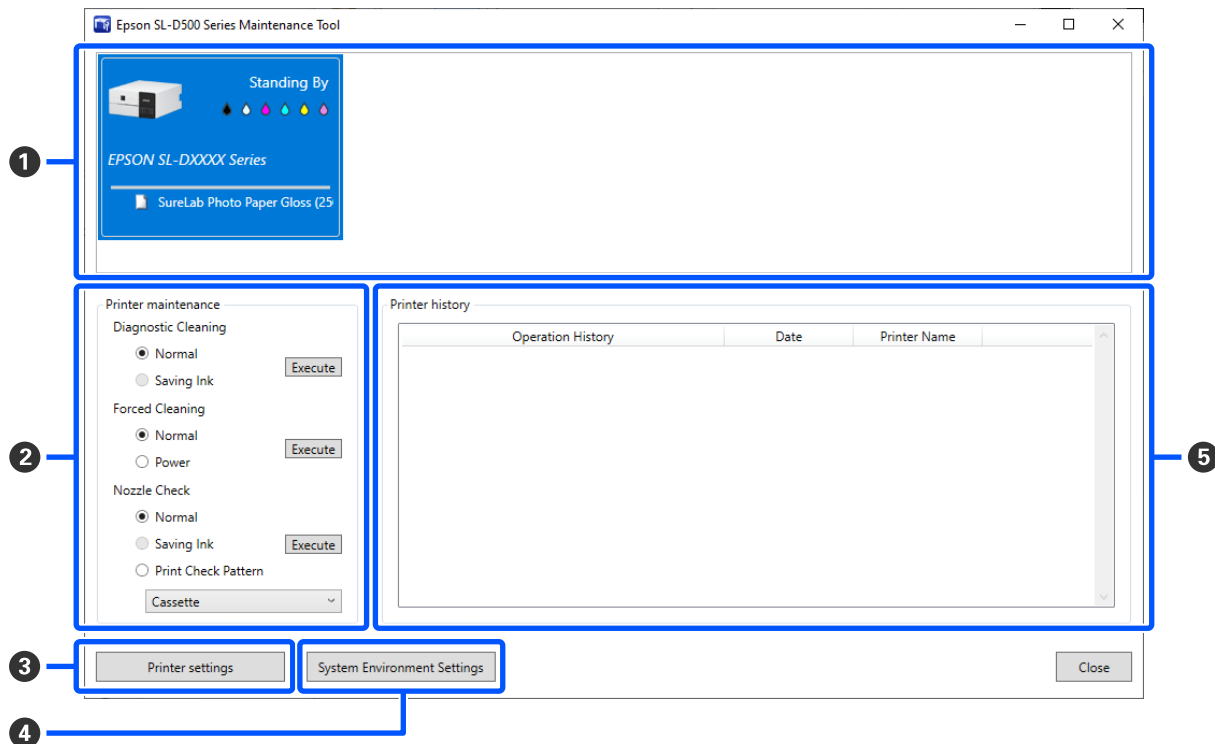 Epson SL-D500 Series Maintenance Tool
Standing By
1
EPSON SL-DXXXX Series
SureLab Photo Paper Gloss (25
Printer maintenance
Diagnostic Cleaning
Normal
Saving Ink
Execute
Forced Cleaning
Normal
Power
Execute
2
Nozzle Check
Normal
Saving Ink
Execute
Print Check Pattern
Cassette
Printer history
Operation History Date Printer Name
5
3
Printer settings
System Environment Settings
Close
4